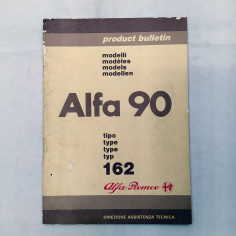 product bulletin
modelli
modèles
models
modellen
Alfa 90
tipo
type
type
typ
162
Alfa-Romeo
DIREZIONE ASSISTENZA TECNICA